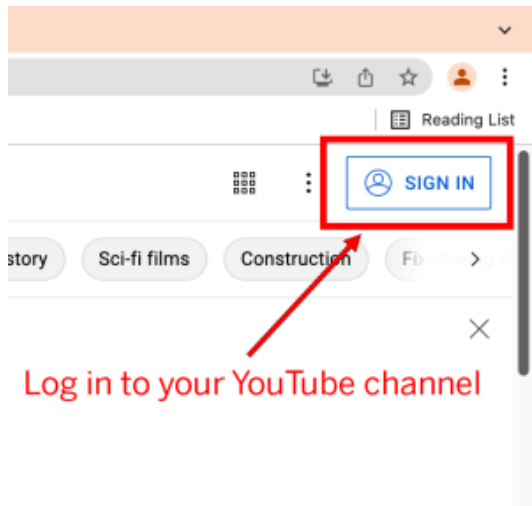 Reading List
SIGN IN
story Sci-fi films Construction
Log in to your YouTube channel